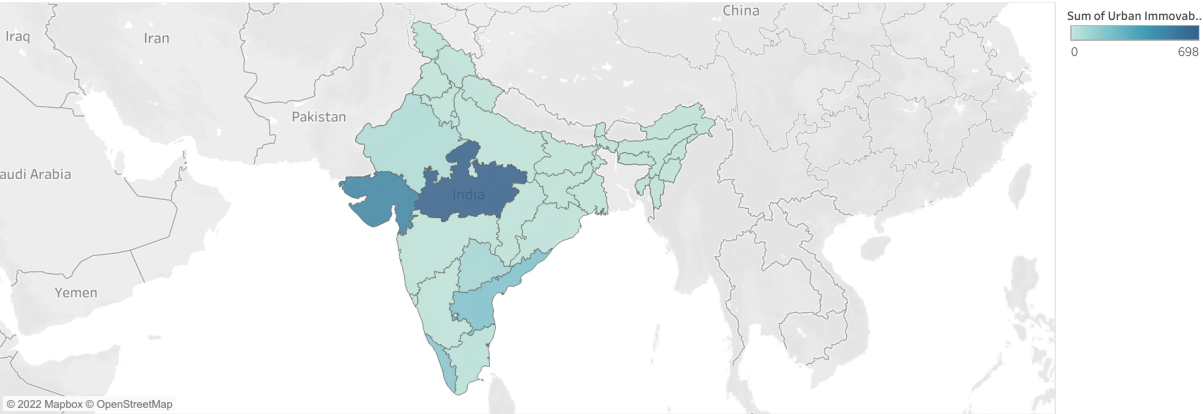 China
Sum of Urban Immovab..
0 698
Iraq
Iran
Pakistan
audi Arabia
India
Yemen
© 2022 Mapbox © OpenStreetMap